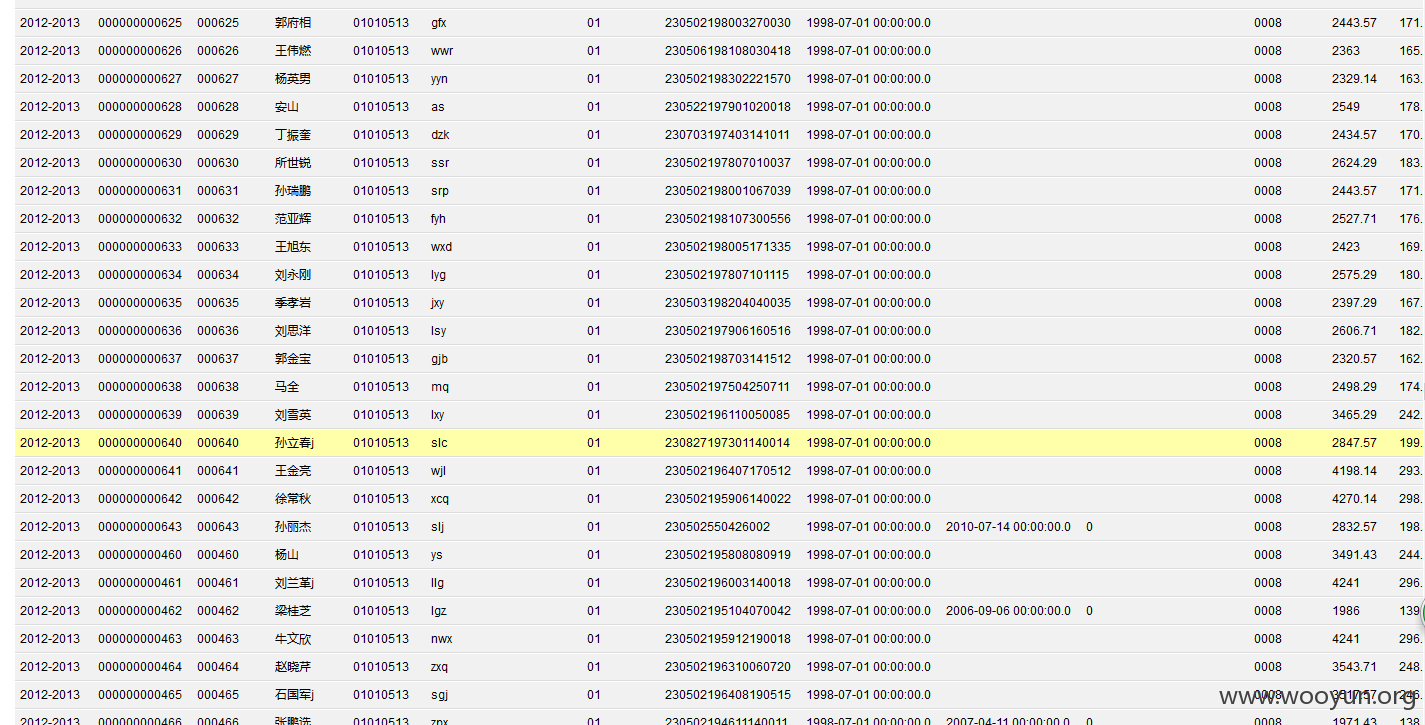 2012-2013 000000000625 000625 郭府相 01010513 gfx 01 230502198003270030 1998-07-01 00:00:00.0 0008 2443.57 171.
2012-2013 000000000626 000626 王伟燃 01010513 wwr 01 230506198108030418 1998-07-01 00:00:00.0 0008 2363 165.
2012-2013 000000000627 000627 杨英男 01010513 yyn 01 230502198302221570 1998-07-01 00:00:00.0 0008 2329.14 163.
2012-2013 000000000628 000628 安山 01010513 as 01 230522197901020018 1998-07-01 00:00:00.0 0008 2549 178.
2012-2013 000000000629 000629 丁振奎 01010513 dzk 01 230703197403141011 1998-07-01 00:00:00.0 0008 2434.57 170.
2012-2013 000000000630 000630 所世锐 01010513 ssr 01 230502197807010037 1998-07-01 00:00:00.0 0008 2624.29 183.
2012-2013 000000000631 000631 孙瑞鹏 01010513 srp 01 230502198001067039 1998-07-01 00:00:00.0 0008 2443.57 171.
2012-2013 000000000632 000632 范亚辉 01010513 fyh 01 230502198107300556 1998-07-01 00:00:00.0 0008 2527.71 176.
2012-2013 000000000633 000633 王旭东 01010513 wxd 01 230502198005171335 1998-07-01 00:00:00.0 0008 2423 169.
2012-2013 000000000634 000634 刘永刚 01010513 lyg 01 230502197807101115 1998-07-01 00:00:00.0 0008 2575.29 180.
2012-2013 000000000635 000635 季孝岩 01010513 jxy 01 230503198204040035 1998-07-01 00:00:00.0 0008 2397.29 167.
2012-2013 000000000636 000636 刘思洋 01010513 lsy 01 230502197906160516 1998-07-01 00:00:00.0 0008 2606.71 182.
2012-2013 000000000637 000637 郭金宝 01010513 gjb 01 230502198703141512 1998-07-01 00:00:00.0 0008 2320.57 162.
2012-2013 000000000638 000638 马全 01010513 mq 01 230502197504250711 1998-07-01 00:00:00.0 0008 2498.29 174.
2012-2013 000000000639 000639 刘雪英 01010513 lxy 01 230502196110050085 1998-07-01 00:00:00.0 0008 3465.29 242.
2012-2013 000000000640 000640 孙立春j 01010513 slc 01 230827197301140014 1998-07-01 00:00:00.0 0008 2847.57 199.
2012-2013 000000000641 000641 王金亮 01010513 wjl 01 230502196407170512 1998-07-01 00:00:00.0 0008 4198.14 293.
2012-2013 000000000642 000642 徐常秋 01010513 xcq 01 230502195906140022 1998-07-01 00:00:00.0 0008 4270.14 298.
2012-2013 000000000643 000643 孙丽杰 01010513 slj 01 230502550426002 1998-07-01 00:00:00.0 2010-07-14 00:00:00.0 0 0008 2832.57 198.
2012-2013 000000000460 000460 杨山 01010513 ys 01 230502195808080919 1998-07-01 00:00:00.0 0008 3491.43 244.
2012-2013 000000000461 000461 刘兰革j 01010513 llg 01 230502196003140018 1998-07-01 00:00:00.0 0008 4241 296.
2012-2013 000000000462 000462 梁桂芝 01010513 lgz 01 230502195104070042 1998-07-01 00:00:00.0 2006-09-06 00:00:00.0 0 0008 1986 139
2012-2013 000000000463 000463 牛文欣 01010513 nwx 01 230502195912190018 1998-07-01 00:00:00.0 0008 4241 296.
2012-2013 000000000464 000464 赵晓芹 01010513 zxq 01 230502196310060720 1998-07-01 00:00:00.0 0008 3543.71 248.
2012-2013 000000000465 000465 石国军j 01010513 sgj 01 230502196408190515 1998-07-01 00:00:00.0 0008 3517.57 246.
www.wooyun.org
2012-2013 000000000466 000466 张鹏选 01010513 zpx 01 230502194611140011 1998-07-01 00:00:00.0 2007-04-11 00:00:00.0 0 0008 1971.43 138.